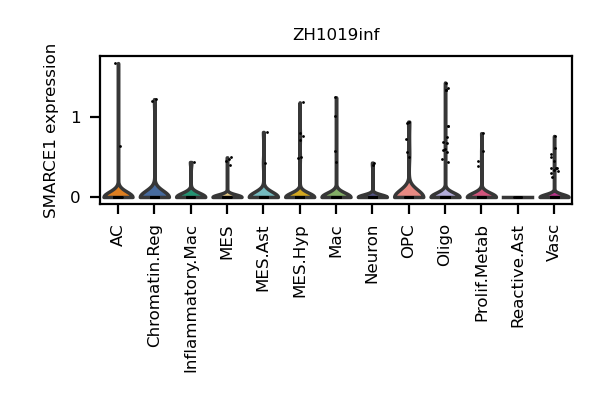 ZH1019inf
SMARCE1 expression
1
0
AC
Chromatin.Reg
Inflammatory.Mac
MES
MES.Ast
MES.Hyp
Mac
Neuron
OPC
Oligo
Prolif.Metab
Reactive.Ast
Vasc